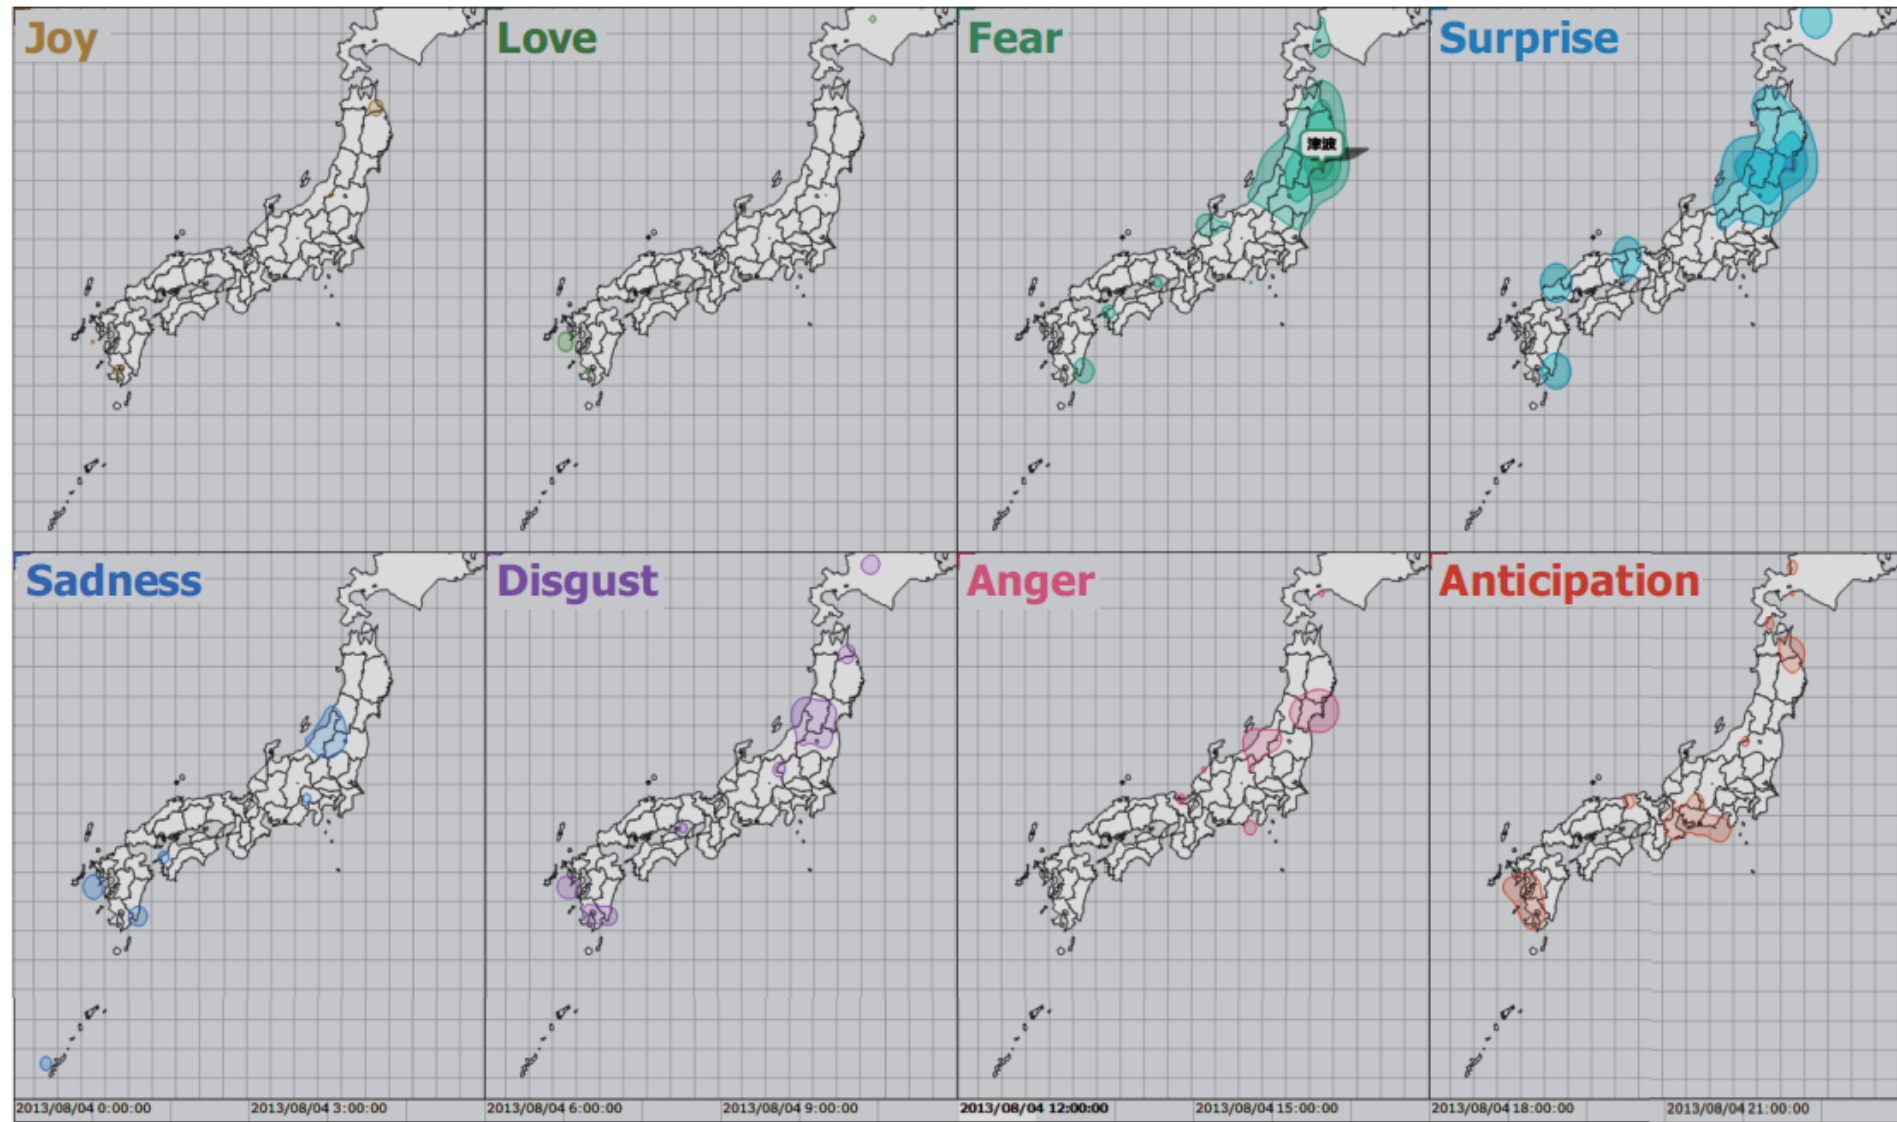 Joy
Love
Fear
Surprise
津波
Sadness
Disgust
Anger
Anticipation
2013/08/04 0:00:00
2013/08/04 3:00:00
2013/08/04 6:00:00
2013/08/04 9:00:00
2013/08/04 12:00:00
2013/08/04 15:00:00
2013/08/04 18:00:00
2013/08/04 21:00:00